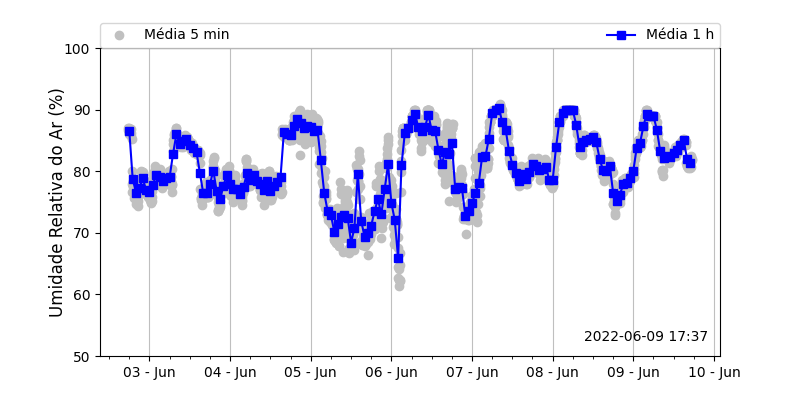 Média 5 min
Média 1 h
Umidade Relativa do Ar (%)
100
90
80
70
60
50
2022-06-09 17:37
03 - Jun
04 - Jun
05 - Jun
06 - Jun
07 - Jun
08 - Jun
09 - Jun
10 - Jun